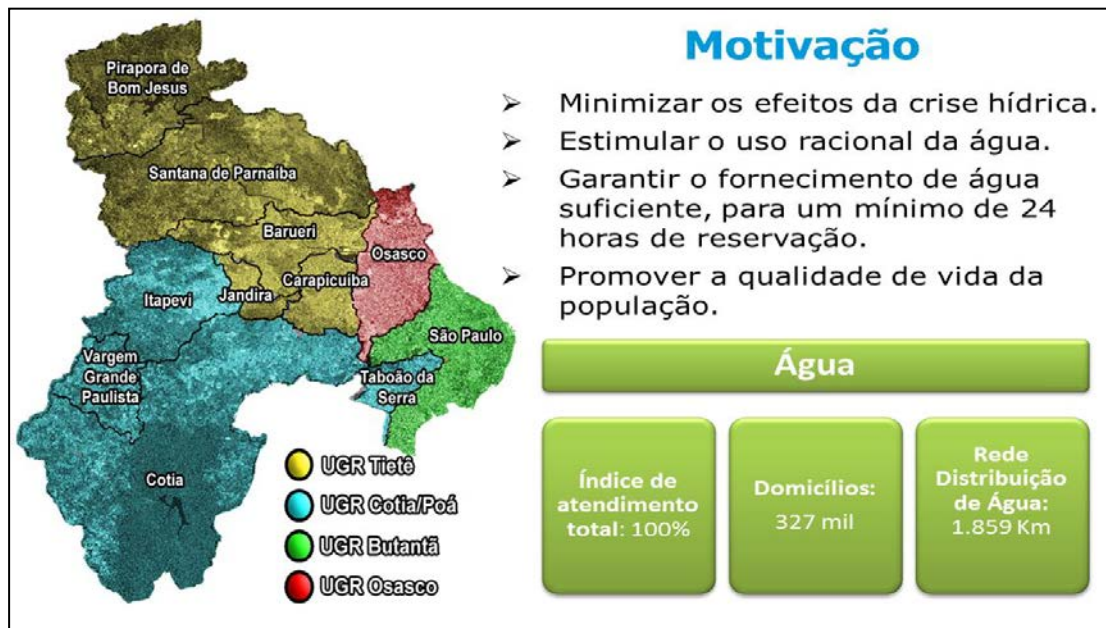 Pirapora de
Bom Jesus
Santana de Parnaíba
Barueri
Osasco
Carapicuíba
Jandira
Itapevi
São Paulo
Vargem
Grande
Paulista
Taboão da
Serra
Cotia
UGR Tietê
UGR Cotia/Poá
UGR Butantã
UGR Osasco
Motivação
➤ Minimizar os efeitos da crise hídrica.
➤ Estimular o uso racional da água.
➤ Garantir o fornecimento de água
suficiente, para um mínimo de 24
horas de reservação.
➤ Promover a qualidade de vida da
população.
Água
Índice de
atendimento
total: 100%
Domicílios:
327 mil
Rede
Distribuição
de Água:
1.859 Km